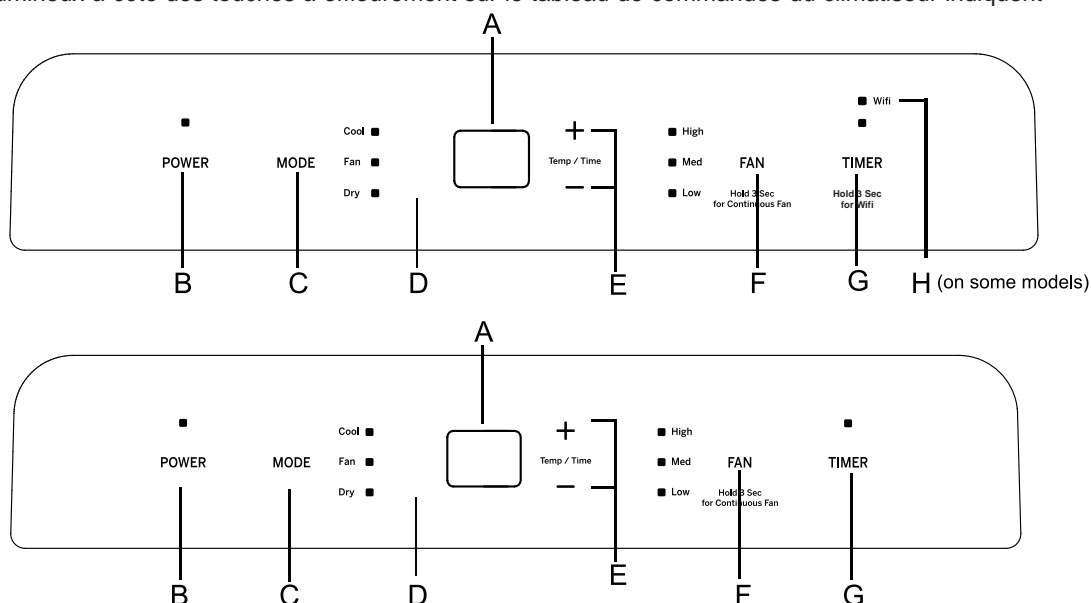 A
Wifi
Cool
High
POWER
MODE
Fan
Temp / Time
Med
FAN
TIMER
Dry
Low
Hold 3 Sec
for Continuous Fan
Hold 3 Sec
for Wifi
B
C
D
E
F
G
H (on some models)
A
Cool
High
POWER
MODE
Fan
Temp / Time
Med
FAN
TIMER
Dry
Low
Hold 3 Sec
for Continuous Fan
B
C
D
E
F
G